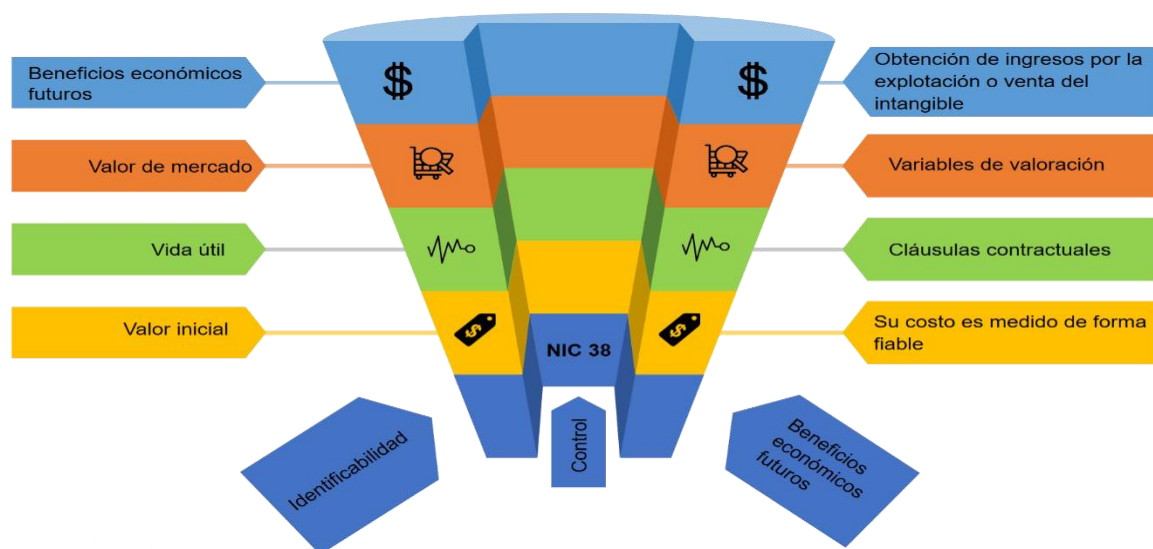 Beneficios económicos
futuros
Obtención de ingresos por la
explotación o venta del
intangible
Valor de mercado
Variables de valoración
Vida útil
Cláusulas contractuales
Valor inicial
Su costo es medido de forma
fiable
NIC 38
Identificabilidad
Control
Beneficios
económicos
futuros